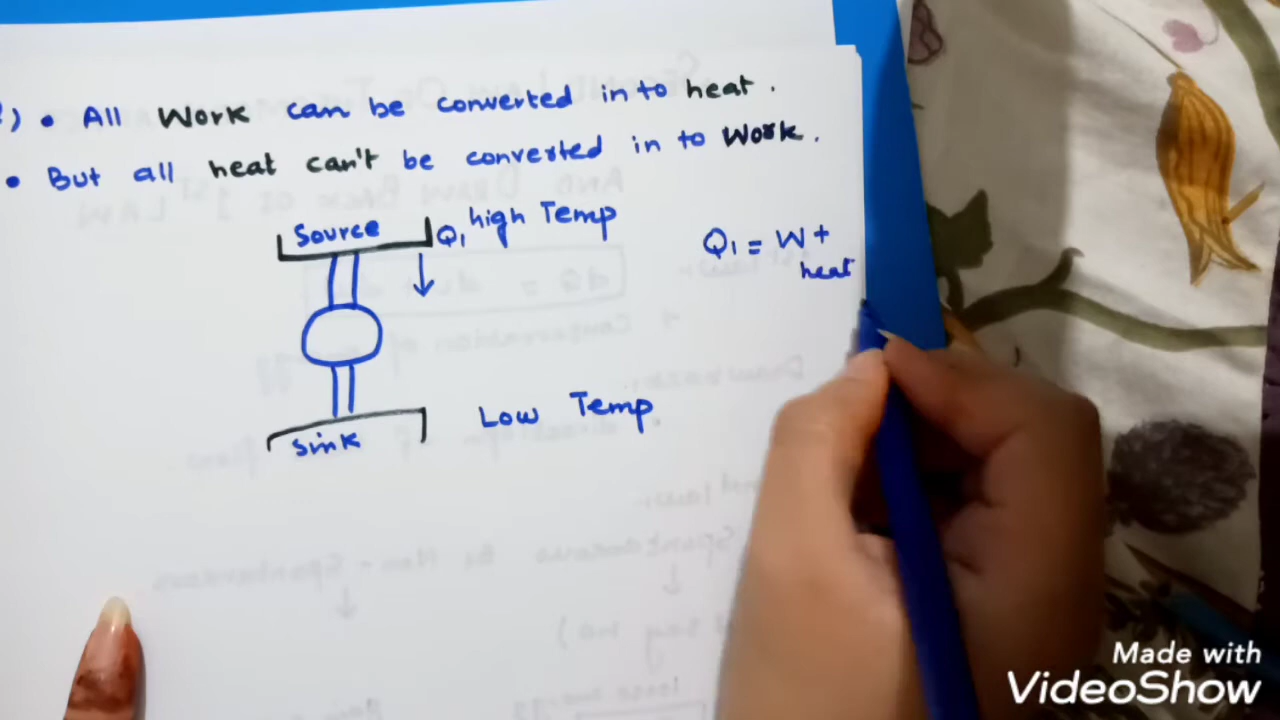 • All Work can be converted in to heat.
• But all heat can't be converted in to Work.
Source Q₁ high Temp
Q₁ = W +
heat
Low Temp
Sink
Made with
VideoShow